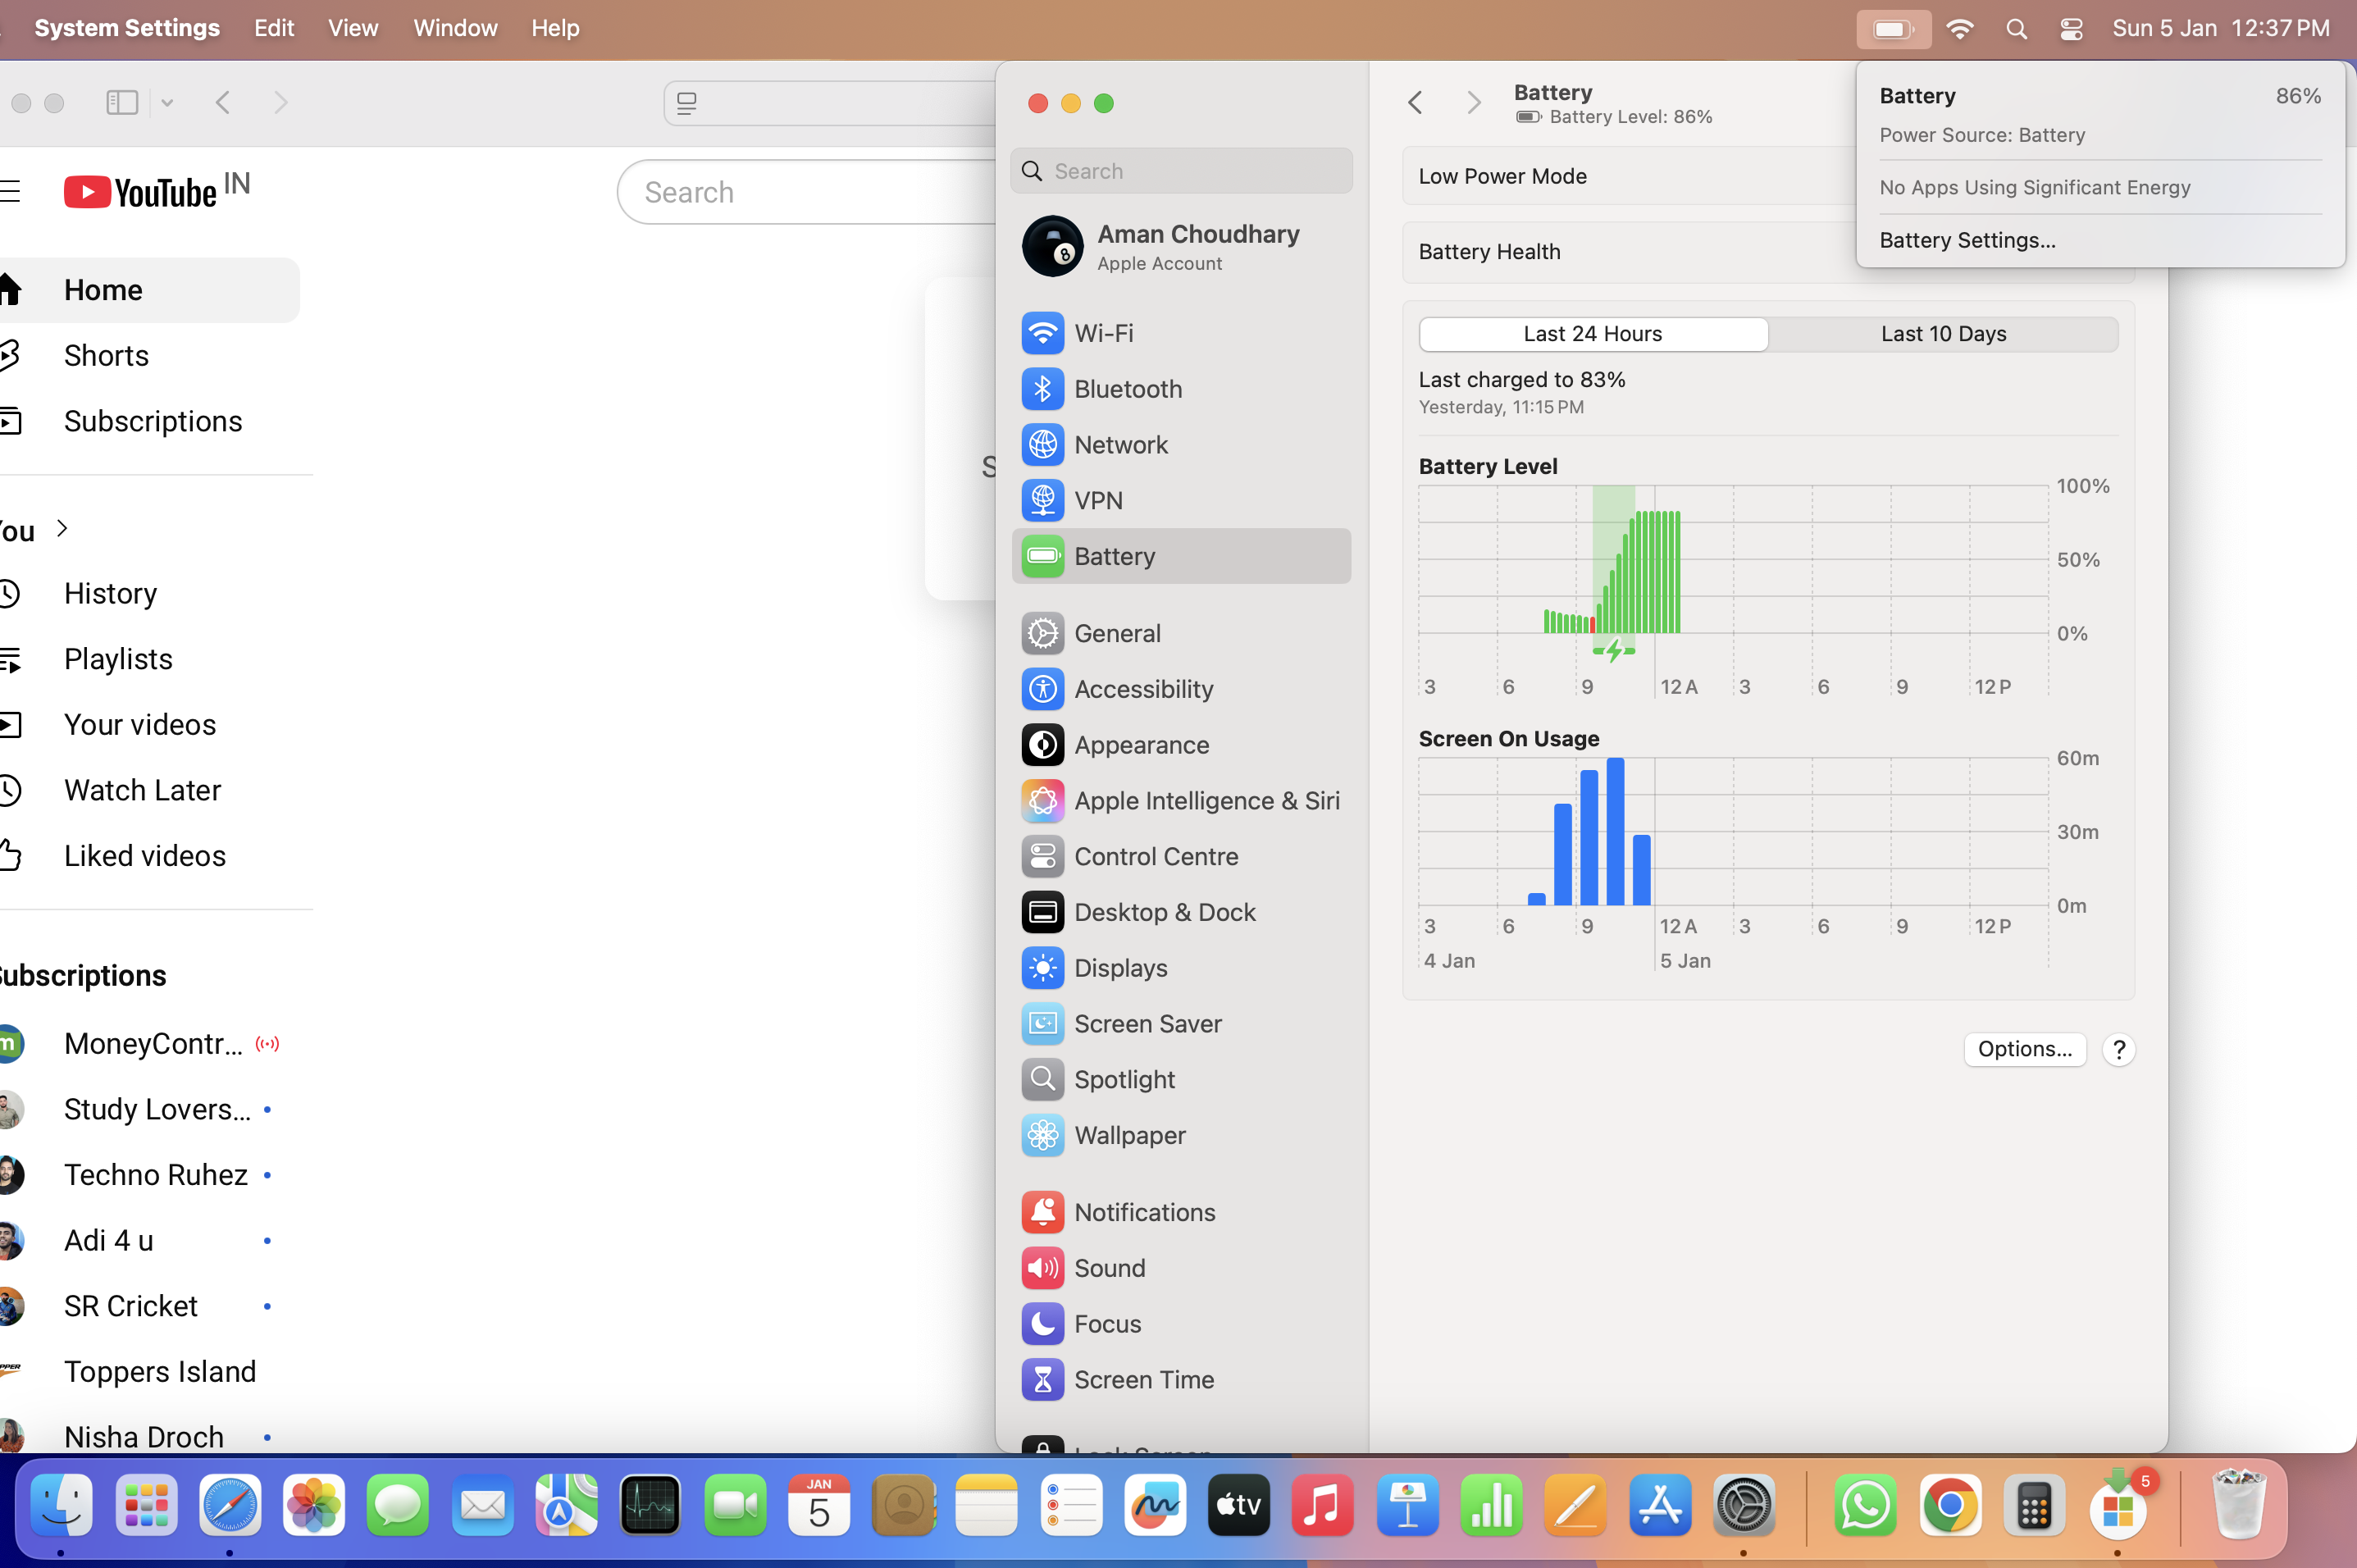 System Settings Edit View Window Help Sun 5 Jan 12:37 PM
YouTube IN
Search
Home
Shorts
Subscriptions
You
History
Playlists
Your videos
Watch Later
Liked videos
Subscriptions
MoneyContr...
Study Lovers...
Techno Ruhez
Adi 4 u
SR Cricket
Toppers Island
Nisha Droch
S
Search
Aman Choudhary
Apple Account
Wi-Fi
Bluetooth
Network
VPN
Battery
General
Accessibility
Appearance
Apple Intelligence & Siri
Control Centre
Desktop & Dock
Displays
Screen Saver
Spotlight
Wallpaper
Notifications
Sound
Focus
Screen Time
Lock Screen
Battery
Battery Level: 86%
Low Power Mode
Battery Health
Last 24 Hours Last 10 Days
Last charged to 83%
Yesterday, 11:15 PM
Battery Level
100%
50%
0%
3 6 9 12 A 3 6 9 12 P
Screen On Usage
60m
30m
0m
3 6 9 12 A 3 6 9 12 P
4 Jan 5 Jan
Options... ?
Battery 86%
Power Source: Battery
No Apps Using Significant Energy
Battery Settings...
JAN
5
tv
5